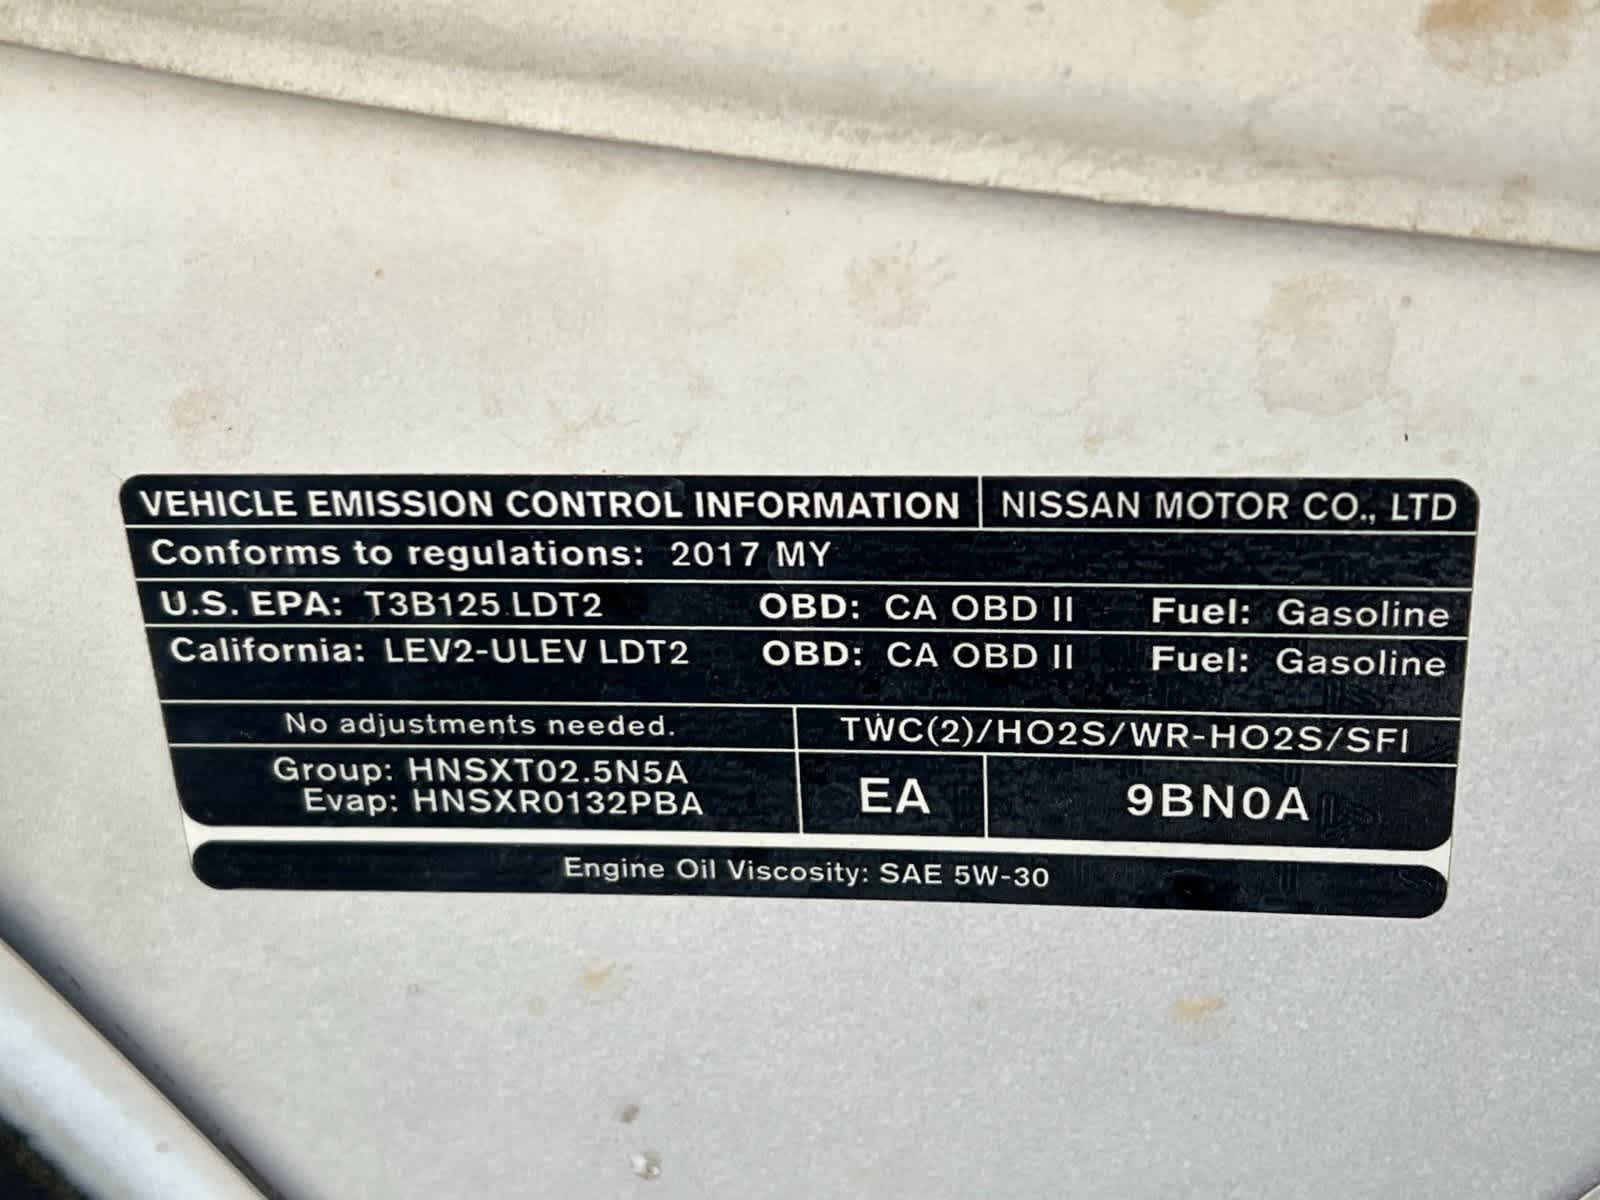 VEHICLE EMISSION CONTROL INFORMATION NISSAN MOTOR CO., LTD
Conforms to regulations: 2017 MY
U.S. EPA: T3B125 LDT2 OBD: CA OBD II Fuel: Gasoline
California: LEV2-ULEV LDT2 OBD: CA OBD II Fuel: Gasoline
No adjustments needed. TWC(2)/HO2S/WR-HO2S/SFI
Group: HNSXT02.5N5A
Evap: HNSXR0132PBA
EA 9BN0A
Engine Oil Viscosity: SAE 5W-30